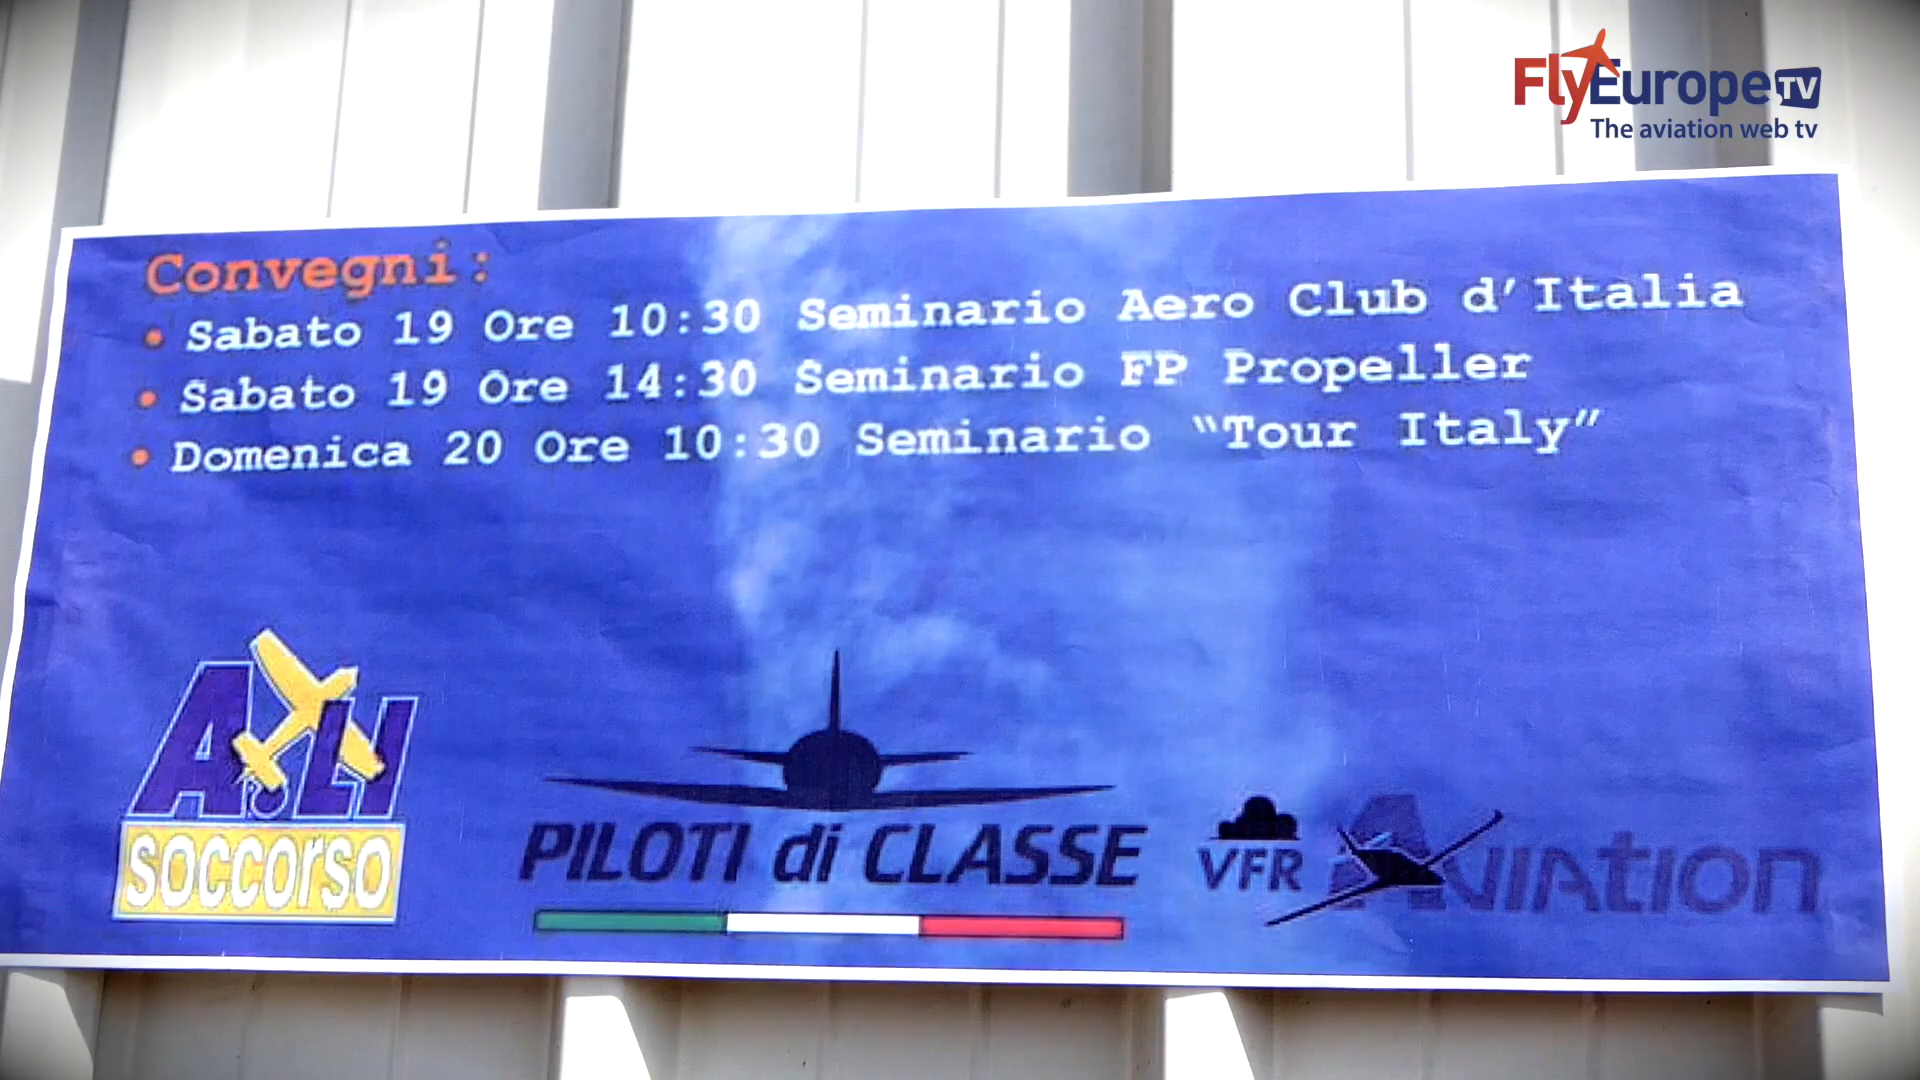 FlyEurope TV
The aviation web tv
Convegni:
• Sabato 19 Ore 10:30 Seminario Aero Club d'Italia
• Sabato 19 Ore 14:30 Seminario FP Propeller
• Domenica 20 Ore 10:30 Seminario "Tour Italy"
ALI
soccorso
PILOTI di CLASSE
VFR AVIAtion